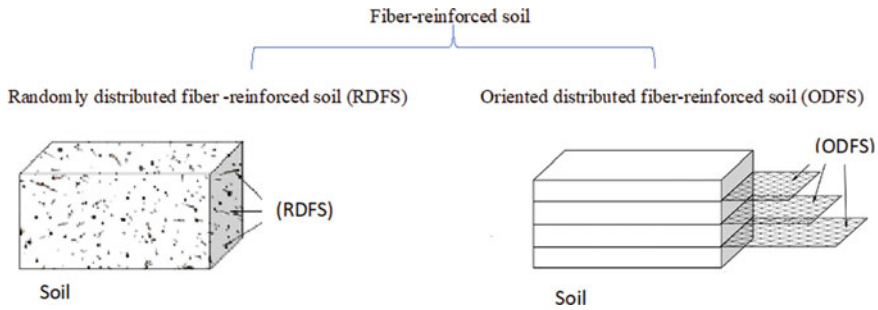 Fiber-reinforced soil
Randomly distributed fiber -reinforced soil (RDFS)
Oriented distributed fiber-reinforced soil (ODFS)
(ODFS)
(RDFS)
Soil
Soil